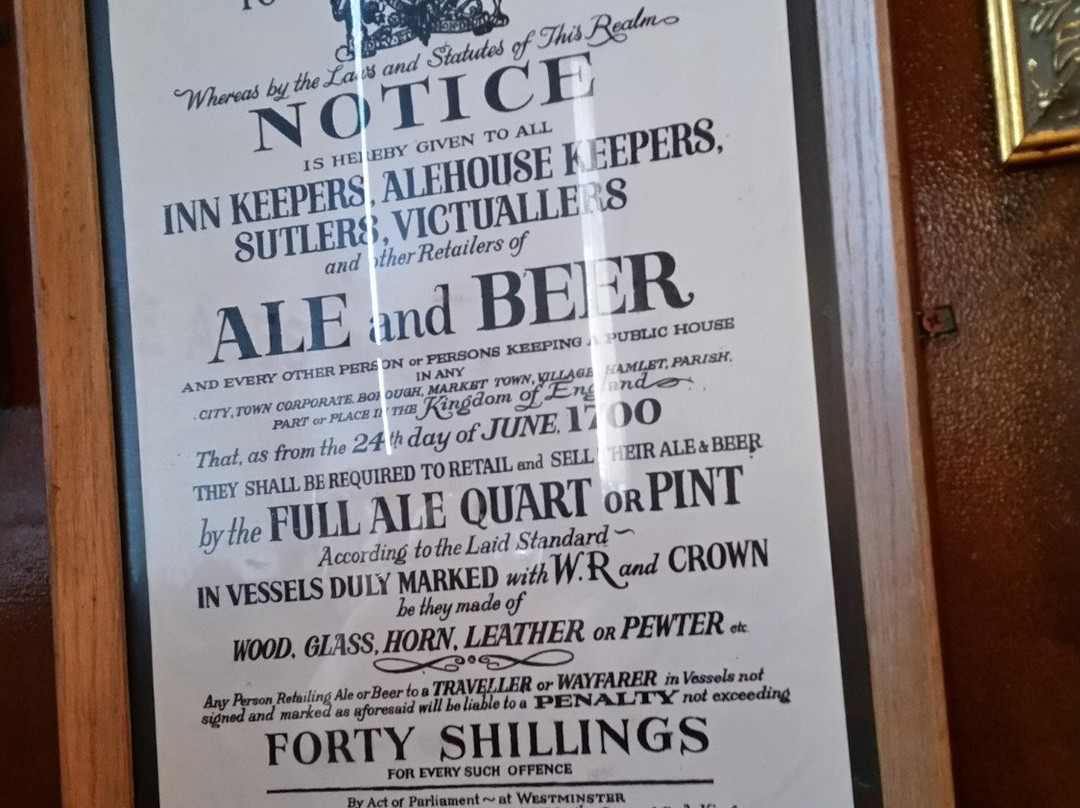 TO
Whereas by the Laws and Statutes of This Realm
NOTICE
IS HEREBY GIVEN TO ALL
INN KEEPERS, ALEHOUSE KEEPERS,
SUTLERS, VICTUALLERS
and other Retailers of
ALE and BEER
AND EVERY OTHER PERSON or PERSONS KEEPING A PUBLIC HOUSE
IN ANY
CITY, TOWN CORPORATE, BOROUGH, MARKET TOWN, VILLAGE, HAMLET, PARISH,
PART or PLACE IN THE Kingdom of England
That, as from the 24th day of JUNE, 1700
THEY SHALL BE REQUIRED TO RETAIL and SELL THEIR ALE & BEER
by the FULL ALE QUART OR PINT
According to the Laid Standard
IN VESSELS DULY MARKED with W.R and CROWN
be they made of
WOOD, GLASS, HORN, LEATHER OR PEWTER etc.
Any Person Retailing Ale or Beer to a TRAVELLER or WAYFARER in Vessels not
signed and marked as aforesaid will be liable to a PENALTY not exceeding
FORTY SHILLINGS
FOR EVERY SUCH OFFENCE
By Act of Parliament ~ at WESTMINSTER